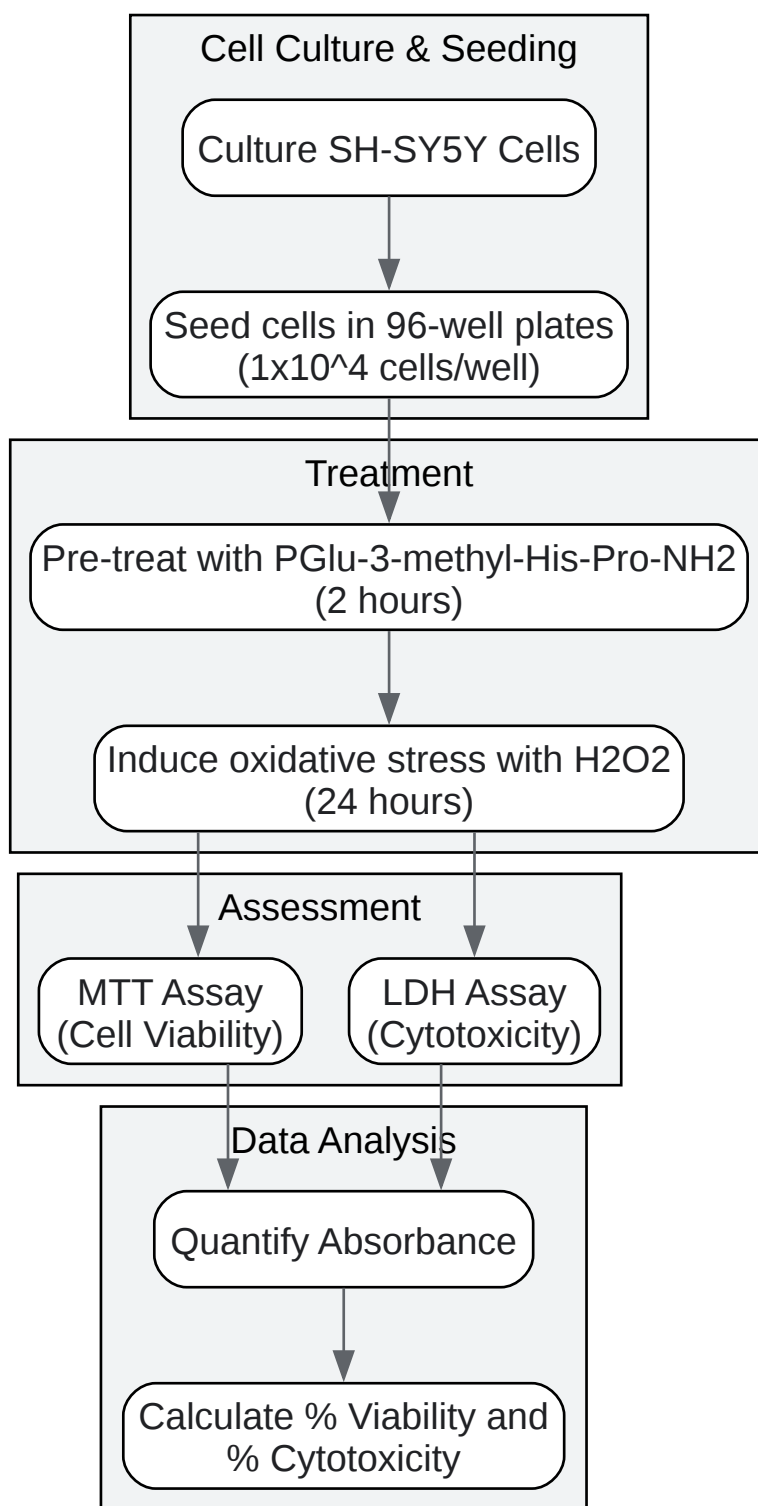 Cell Culture & Seeding
Culture SH-SY5Y Cells
Seed cells in 96-well plates
(1x10^4 cells/well)
Treatment
Pre-treat with PGlu-3-methyl-His-Pro-NH2
(2 hours)
Induce oxidative stress with H2O2
(24 hours)
Assessment
MTT Assay
(Cell Viability)
LDH Assay
(Cytotoxicity)
Data Analysis
Quantify Absorbance
Calculate % Viability and
% Cytotoxicity